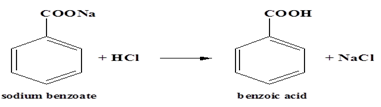 COONa COOH
+ HCl + NaCl
sodium benzoate benzoic acid